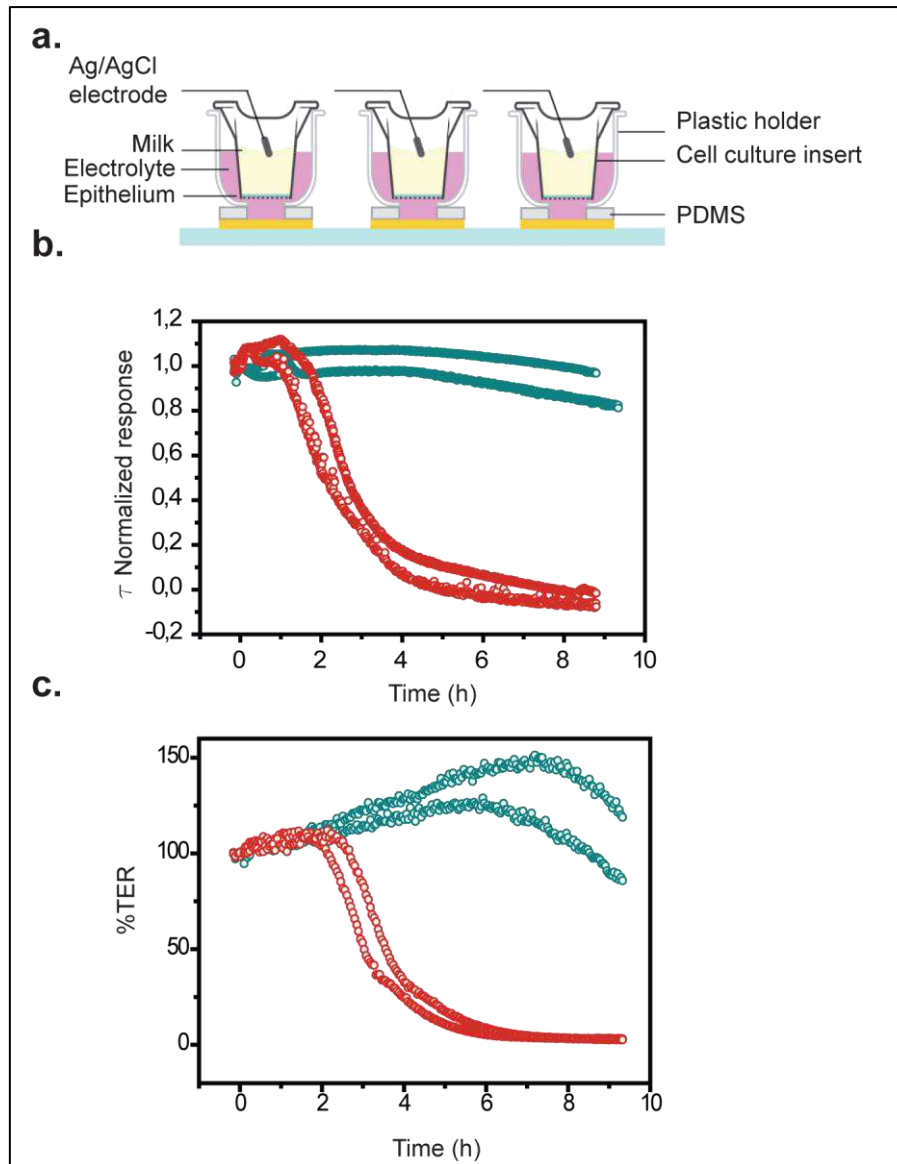 a.
Ag/AgCl
electrode
Milk
Electrolyte
Epithelium
Plastic holder
Cell culture insert
PDMS
b.
τ Normalized response
1,2
1,0
0,8
0,6
0,4
0,2
0,0
-0,2
0 2 4 6 8 10
Time (h)
c.
%TER
150
100
50
0
0 2 4 6 8 10
Time (h)